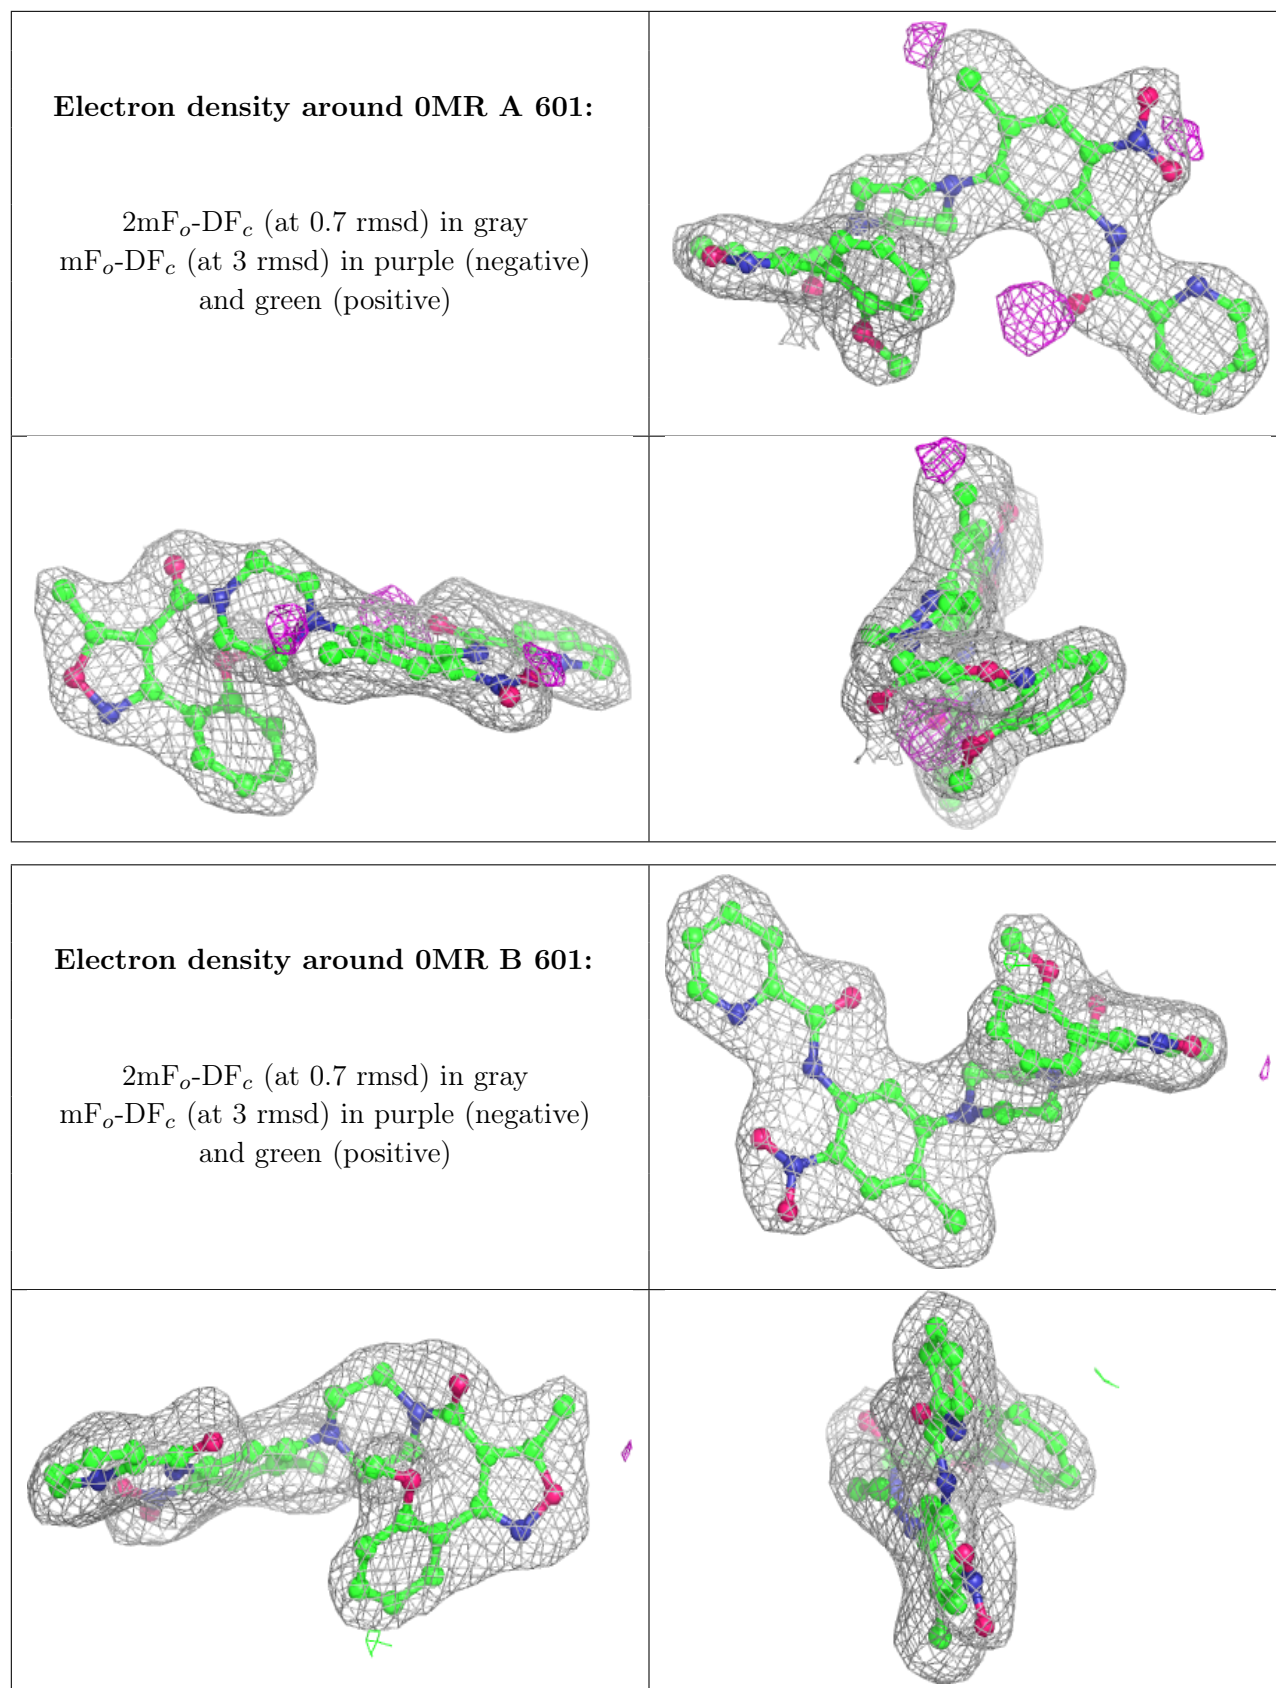 Electron density around 0MR A 601:
2mFo-DFc (at 0.7 rmsd) in gray
mFo-DFc (at 3 rmsd) in purple (negative)
and green (positive)
Electron density around 0MR B 601:
2mFo-DFc (at 0.7 rmsd) in gray
mFo-DFc (at 3 rmsd) in purple (negative)
and green (positive)